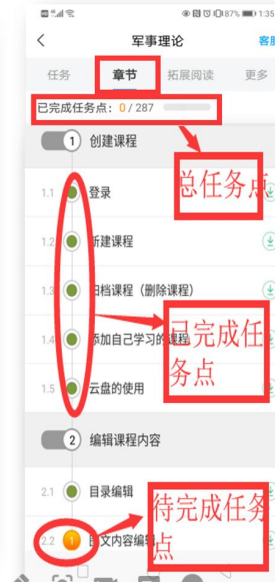 87% 1:35
军事理论
客服
任务 章节 拓展阅读 更多
已完成任务点：0 / 287
1 创建课程
总任务点
1.1 登录
1.2 新建课程
1.3 归档课程（删除课程）
已完成任务点
1.4 添加自己学习的课程
1.5 云盘的使用
2 编辑课程内容
2.1 目录编辑
待完成任务点
2.2 1 图文内容编辑